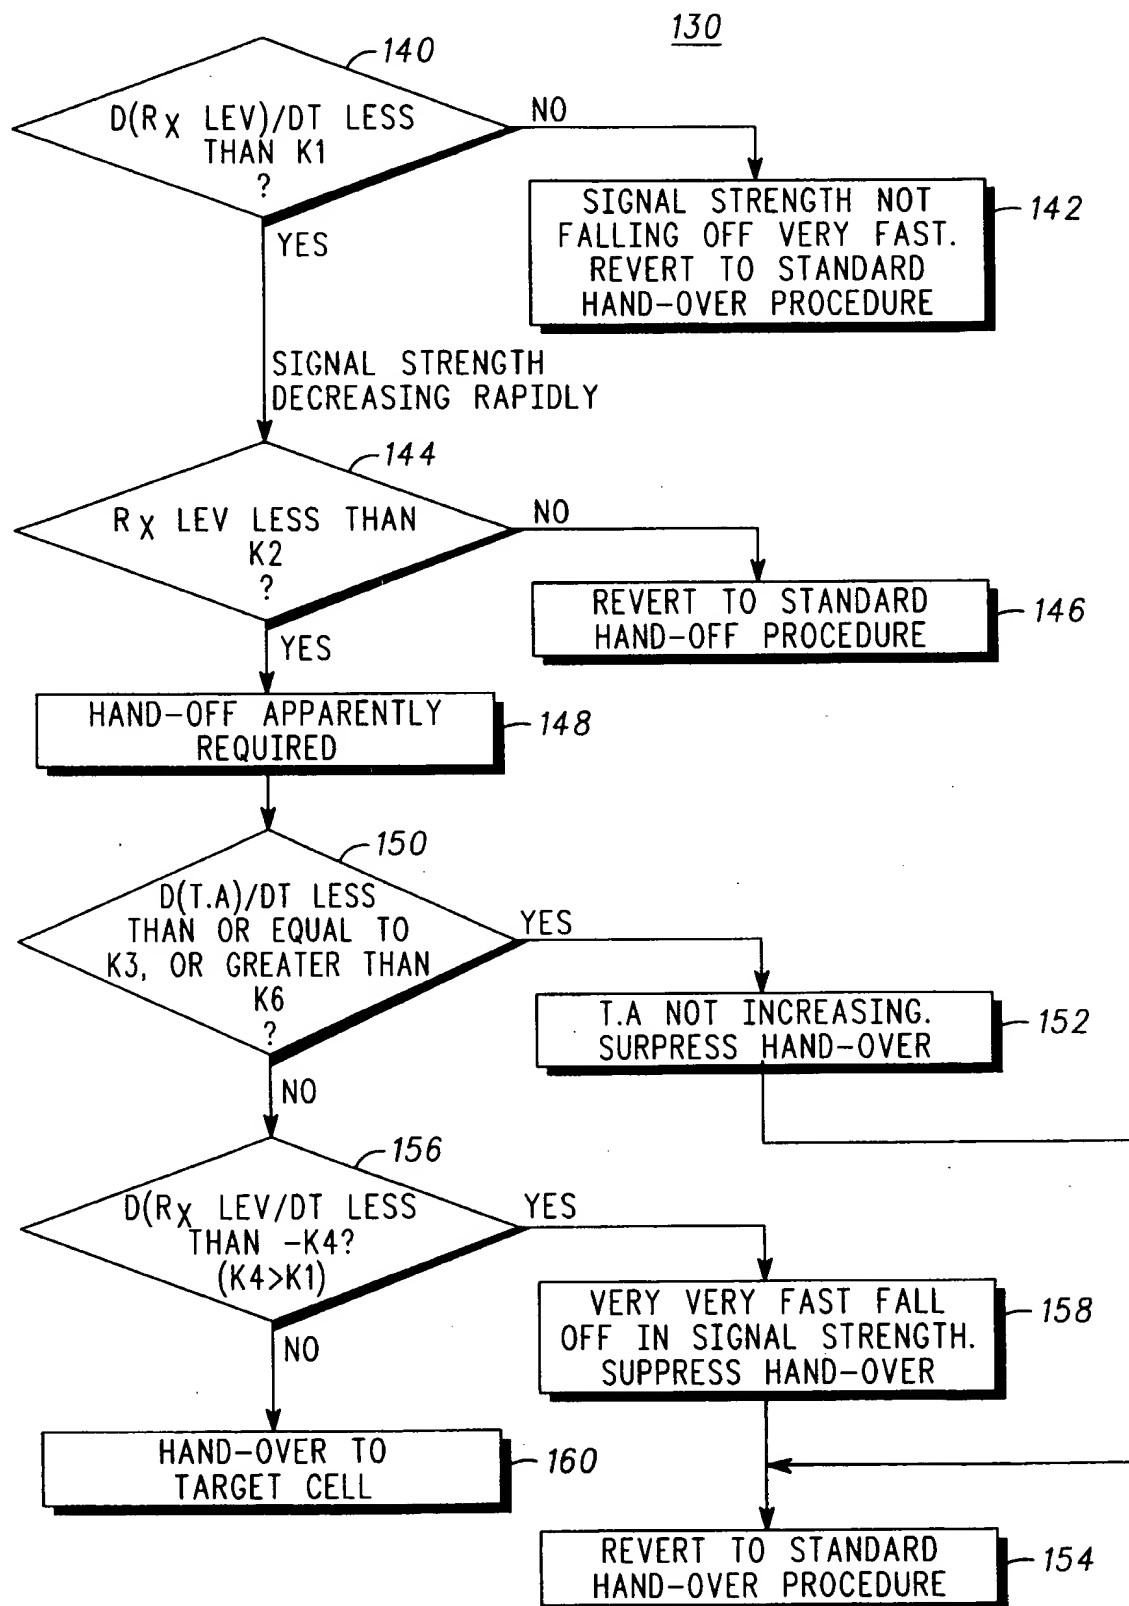 130
140
D(RX LEV)/DT LESS
THAN K1
?
NO
YES
SIGNAL STRENGTH NOT
FALLING OFF VERY FAST.
REVERT TO STANDARD
HAND-OVER PROCEDURE
142
SIGNAL STRENGTH
DECREASING RAPIDLY
144
RX LEV LESS THAN
K2
?
NO
YES
REVERT TO STANDARD
HAND-OFF PROCEDURE
146
HAND-OFF APPARENTLY
REQUIRED
148
150
D(T.A)/DT LESS
THAN OR EQUAL TO
K3, OR GREATER THAN
K6
?
YES
NO
T.A NOT INCREASING.
SURPRESS HAND-OVER
152
156
D(RX LEV/DT LESS
THAN -K4?
(K4>K1)
YES
NO
VERY VERY FAST FALL
OFF IN SIGNAL STRENGTH.
SUPPRESS HAND-OVER
158
HAND-OVER TO
TARGET CELL
160
REVERT TO STANDARD
HAND-OVER PROCEDURE
154